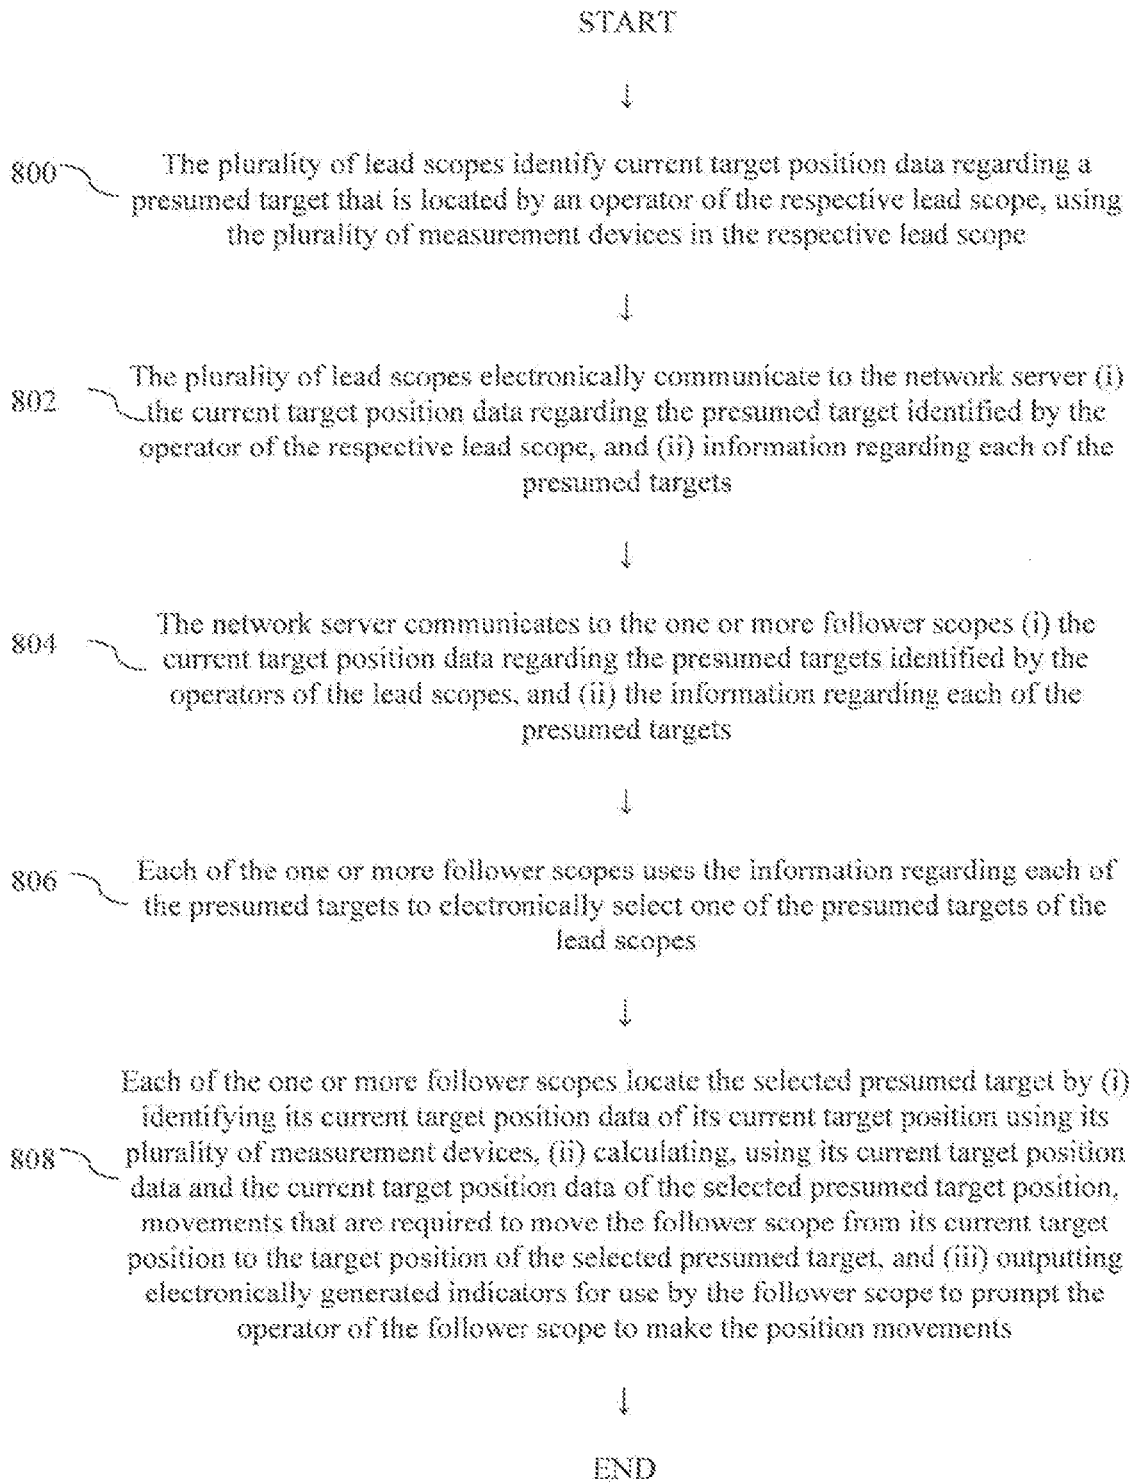 START
↓
800 The plurality of lead scopes identify current target position data regarding a
presumed target that is located by an operator of the respective lead scope, using
the plurality of measurement devices in the respective lead scope
↓
The plurality of lead scopes electronically communicate to the network server (i)
802 the current target position data regarding the presumed target identified by the
operator of the respective lead scope, and (ii) information regarding each of the
presumed targets
↓
The network server communicates to the one or more follower scopes (i) the
804 current target position data regarding the presumed targets identified by the
operators of the lead scopes, and (ii) the information regarding each of the
presumed targets
↓
806 Each of the one or more follower scopes uses the information regarding each of
the presumed targets to electronically select one of the presumed targets of the
lead scopes
↓
Each of the one or more follower scopes locate the selected presumed target by (i)
identifying its current target position data of its current target position using its
808 plurality of measurement devices, (ii) calculating, using its current target position
data and the current target position data of the selected presumed target position,
movements that are required to move the follower scope from its current target
position to the target position of the selected presumed target, and (iii) outputting
electronically generated indicators for use by the follower scope to prompt the
operator of the follower scope to make the position movements
↓
END